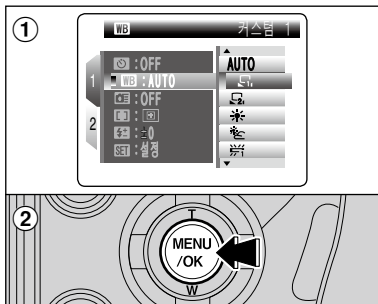 ①
WB 커스텀 1
:OFF
AUTO
1 WB :AUTO
:OFF
2
:±0
SET :설정
②
T
MENU
/OK
W